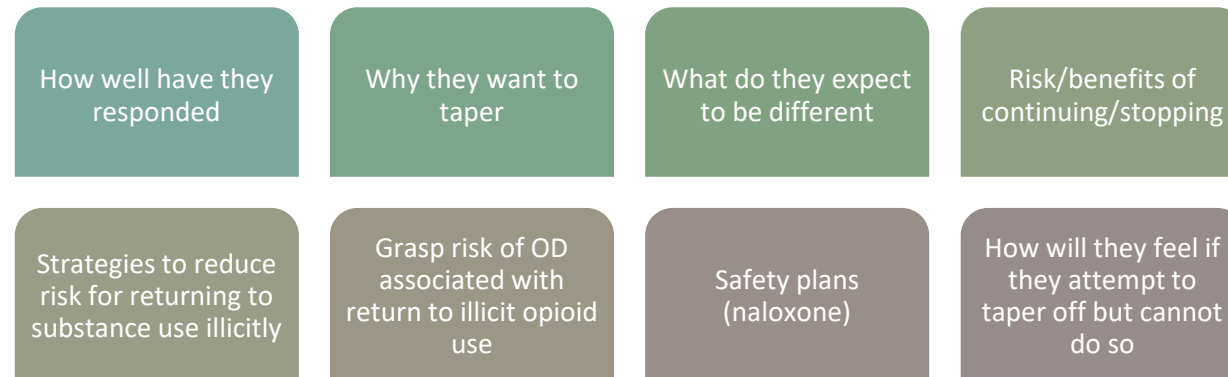 How well have they
responded
Why they want to
taper
What do they expect
to be different
Risk/benefits of
continuing/stopping
Strategies to reduce
risk for returning to
substance use illicitly
Grasp risk of OD
associated with
return to illicit opioid
use
Safety plans
(naloxone)
How will they feel if
they attempt to
taper off but cannot
do so